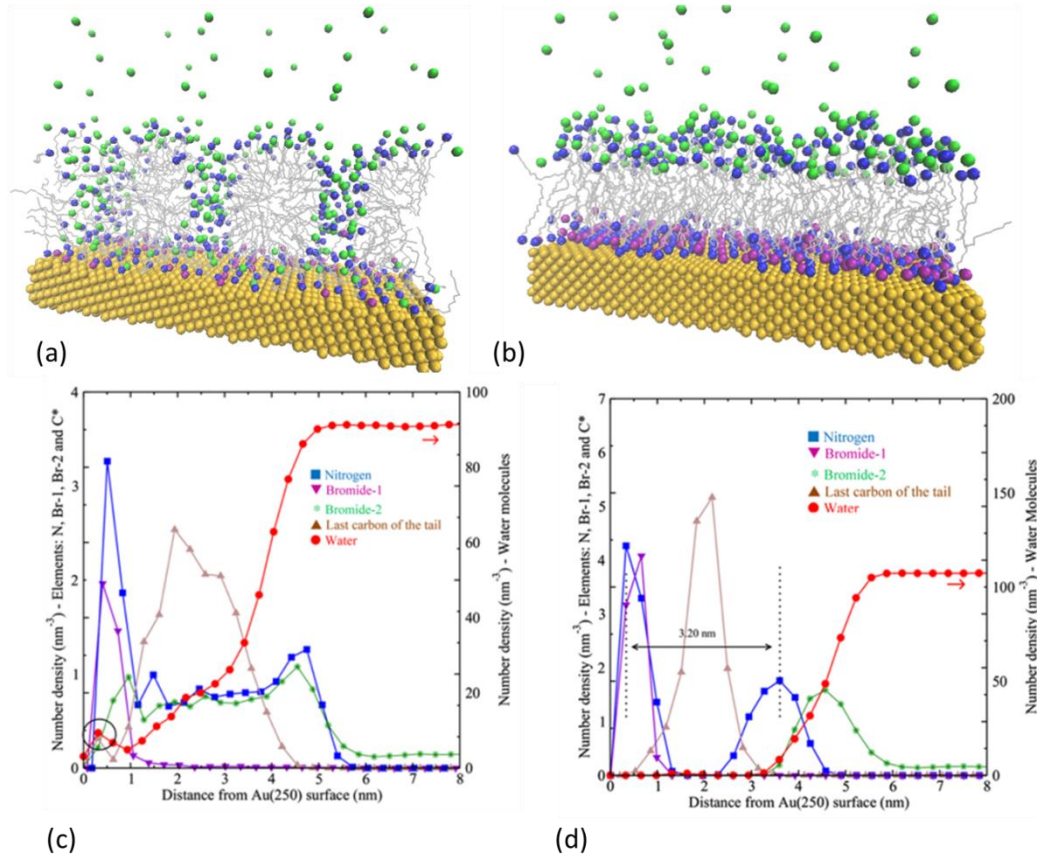 (a)
(b)
Number density (nm⁻³) - Elements: N, Br-1, Br-2 and C*
4
3
2
1
0
Nitrogen
Bromide-1
Bromide-2
Last carbon of the tail
Water
100
80
60
40
20
0
Number density (nm⁻³) - Water molecules
0 1 2 3 4 5 6 7 8
Distance from Au(250) surface (nm)
(c)
Number density (nm⁻³) - Elements: N, Br-1, Br-2 and C*
7
6
5
4
3
2
1
0
Nitrogen
Bromide-1
Bromide-2
Last carbon of the tail
Water
3.20 nm
200
150
100
50
0
Number density (nm⁻³) - Water Molecules
0 1 2 3 4 5 6 7 8
Distance from Au(250) surface (nm)
(d)